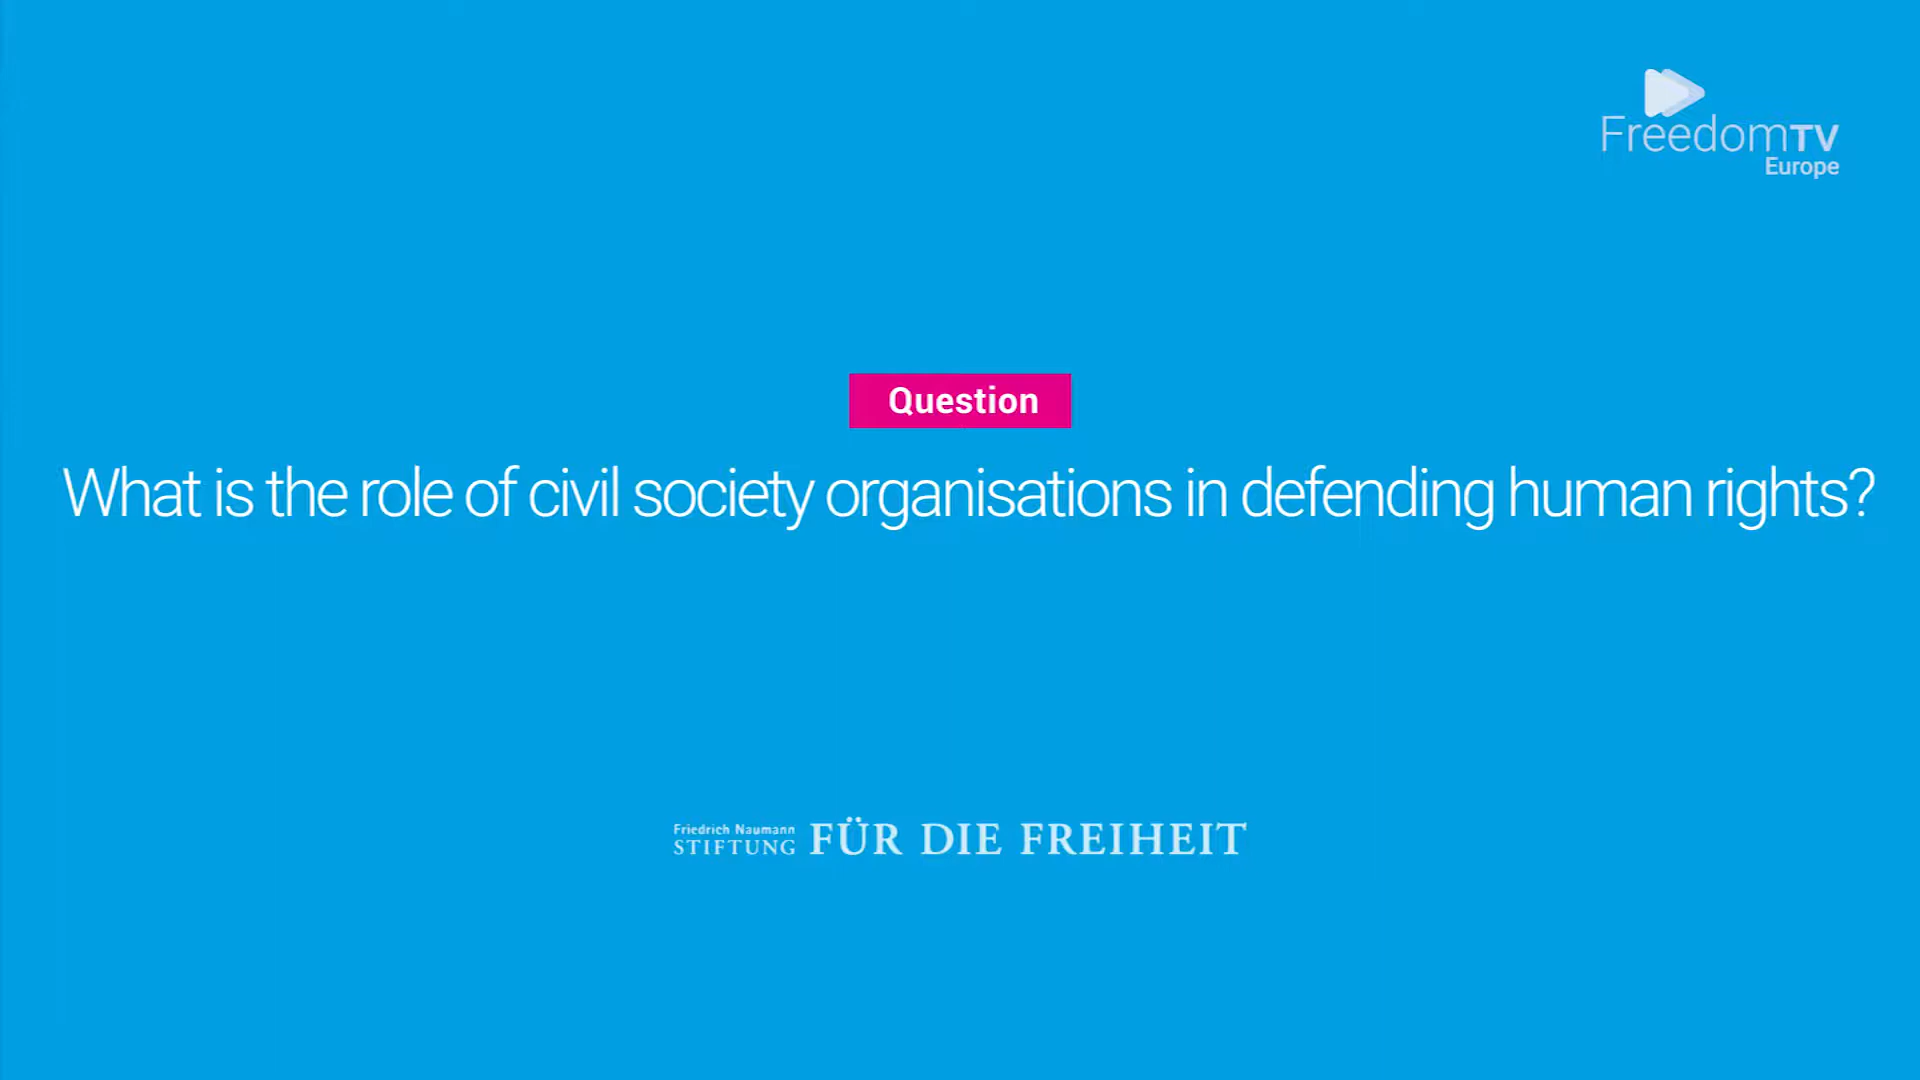 FreedomTV
Europe
Question
What is the role of civil society organisations in defending human rights?
Friedrich Naumann
STIFTUNG FÜR DIE FREIHEIT